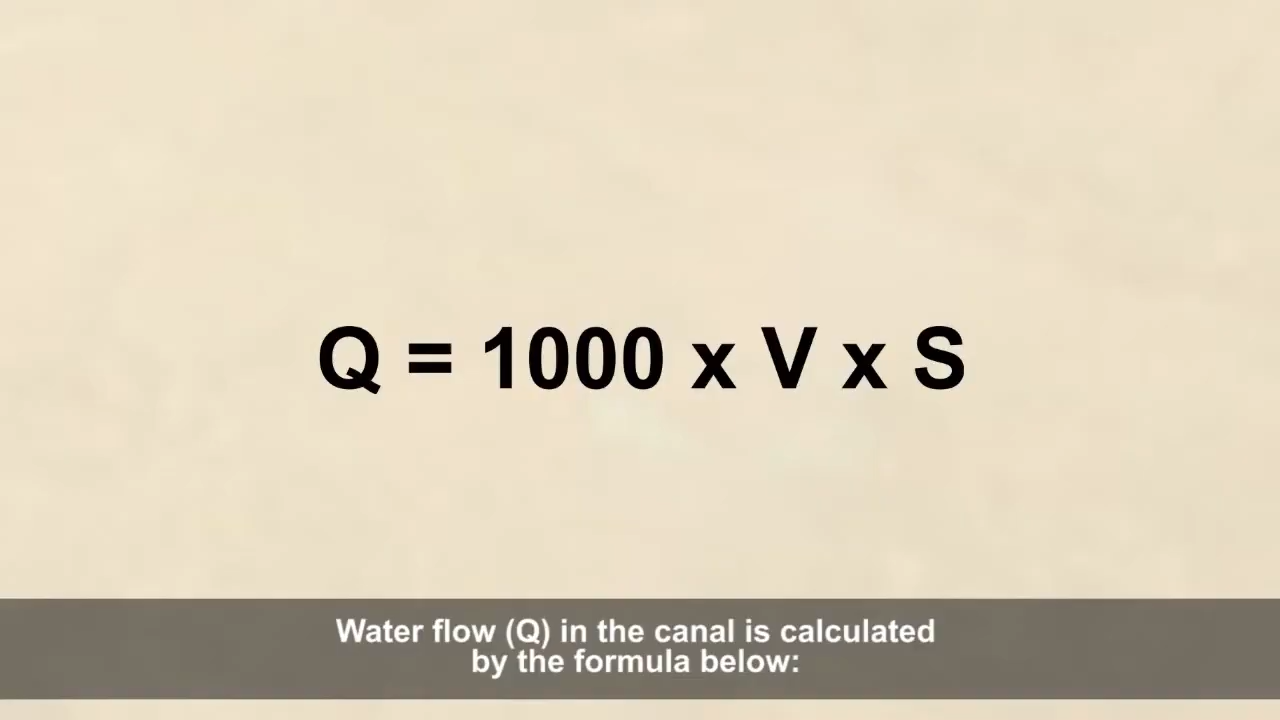 Q = 1000 x V x S
Water flow (Q) in the canal is calculated
by the formula below: